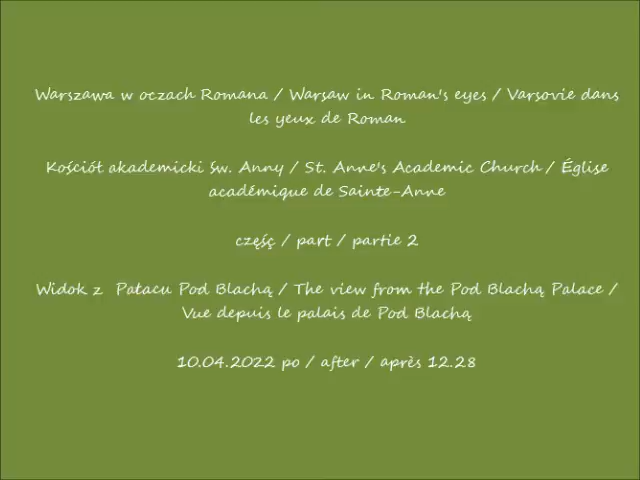 Warszawa w oczach Romana / Warsaw in Roman's eyes / Varsovie dans
les yeux de Roman
Kościół akademicki św. Anny / St. Anne's Academic Church / Église
académique de Sainte-Anne
częśç / part / partie 2
Widok z Pałacu Pod Blachą / The view from the Pod Blachą Palace /
Vue depuis le palais de Pod Blachą
10.04.2022 po / after / après 12.28